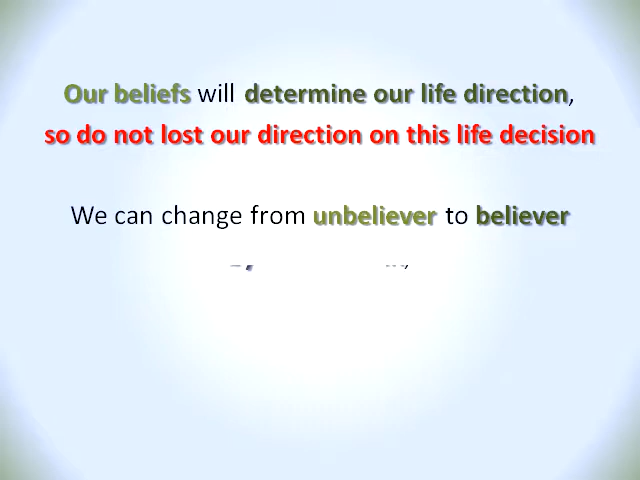 Our beliefs will determine our life direction,
so do not lost our direction on this life decision
We can change from unbeliever to believer